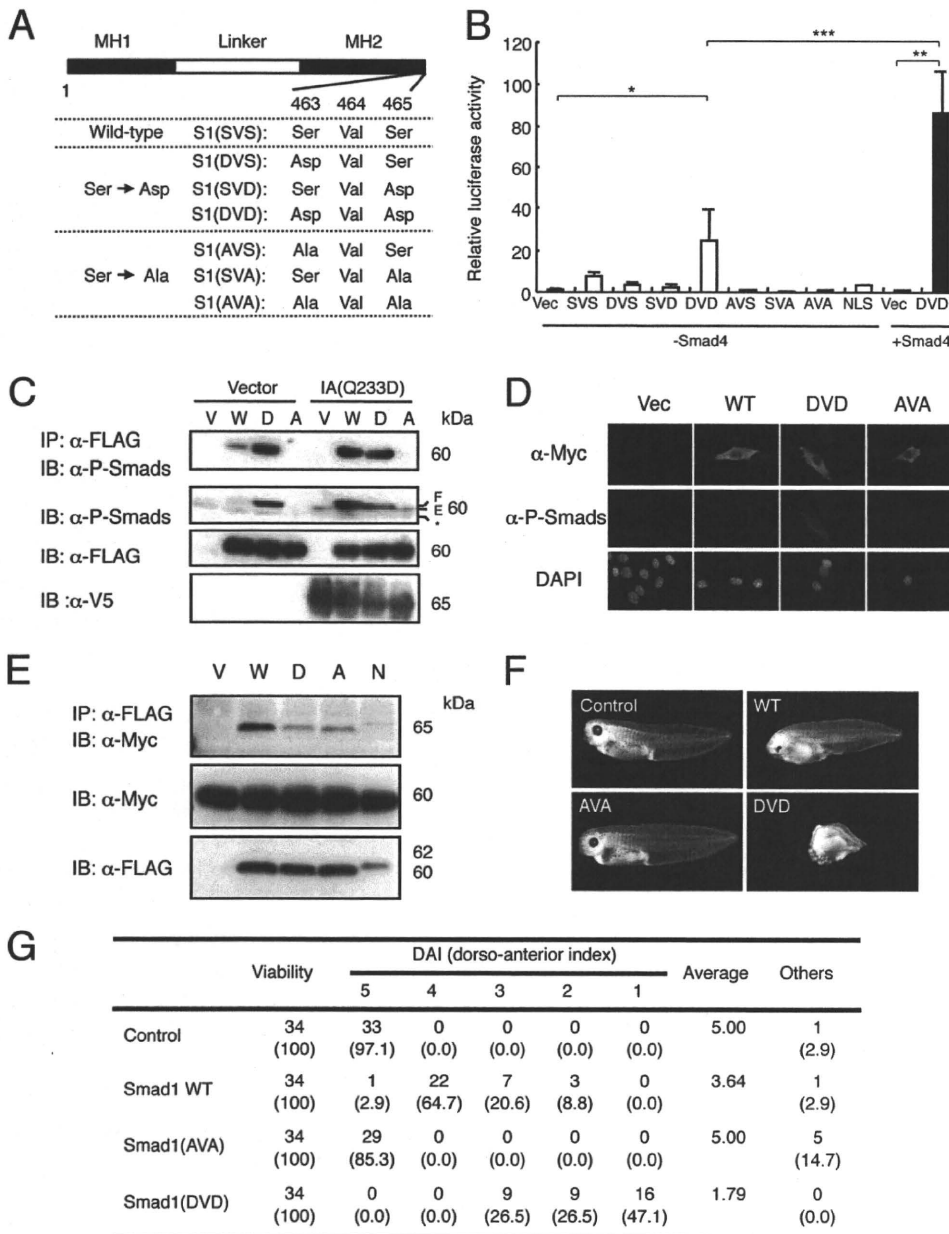 A
MH1 Linker MH2
1
463 464 465
Wild-type S1(SVS): Ser Val Ser
S1(DVS): Asp Val Ser
Ser → Asp S1(SVD): Ser Val Asp
S1(DVD): Asp Val Asp
S1(AVS): Ala Val Ser
Ser → Ala S1(SVA): Ser Val Ala
S1(AVA): Ala Val Ala
B
Relative luciferase activity
120
100
80
60
40
20
0
*
***
**
Vec SVS DVS SVD DVD AVS SVA AVA NLS Vec DVD
-Smad4 +Smad4
C
Vector IA(Q233D)
V W D A V W D A kDa
IP: α-FLAG
IB: α-P-Smads
60
IB: α-P-Smads
F
E 60
*
IB: α-FLAG 60
IB :α-V5 65
D
Vec WT DVD AVA
α-Myc
α-P-Smads
DAPI
E
V W D A N
kDa
IP: α-FLAG
IB: α-Myc
65
IB: α-Myc 60
IB: α-FLAG
62
60
F
Control WT
AVA DVD
G
DAI (dorso-anterior index)
Viability Average Others
5 4 3 2 1
Control 34 33 0 0 0 0 5.00 1
(100) (97.1) (0.0) (0.0) (0.0) (0.0) (2.9)
Smad1 WT 34 1 22 7 3 0 3.64 1
(100) (2.9) (64.7) (20.6) (8.8) (0.0) (2.9)
Smad1(AVA) 34 29 0 0 0 0 5.00 5
(100) (85.3) (0.0) (0.0) (0.0) (0.0) (14.7)
Smad1(DVD) 34 0 0 9 9 16 1.79 0
(100) (0.0) (0.0) (26.5) (26.5) (47.1) (0.0)